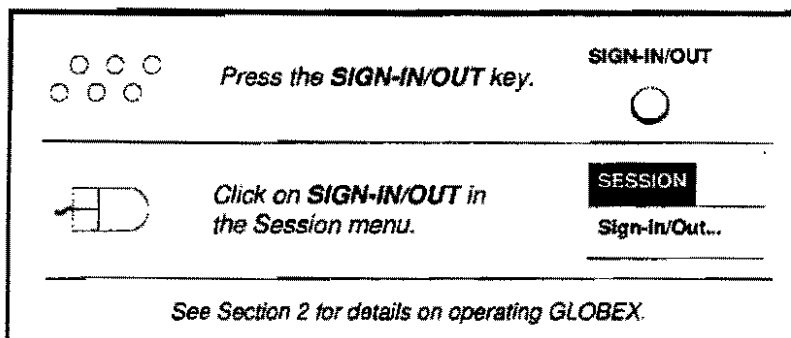 Press the SIGN-IN/OUT key.
SIGN-IN/OUT
Click on SIGN-IN/OUT in
the Session menu.
SESSION
Sign-In/Out...
See Section 2 for details on operating GLOBEX.